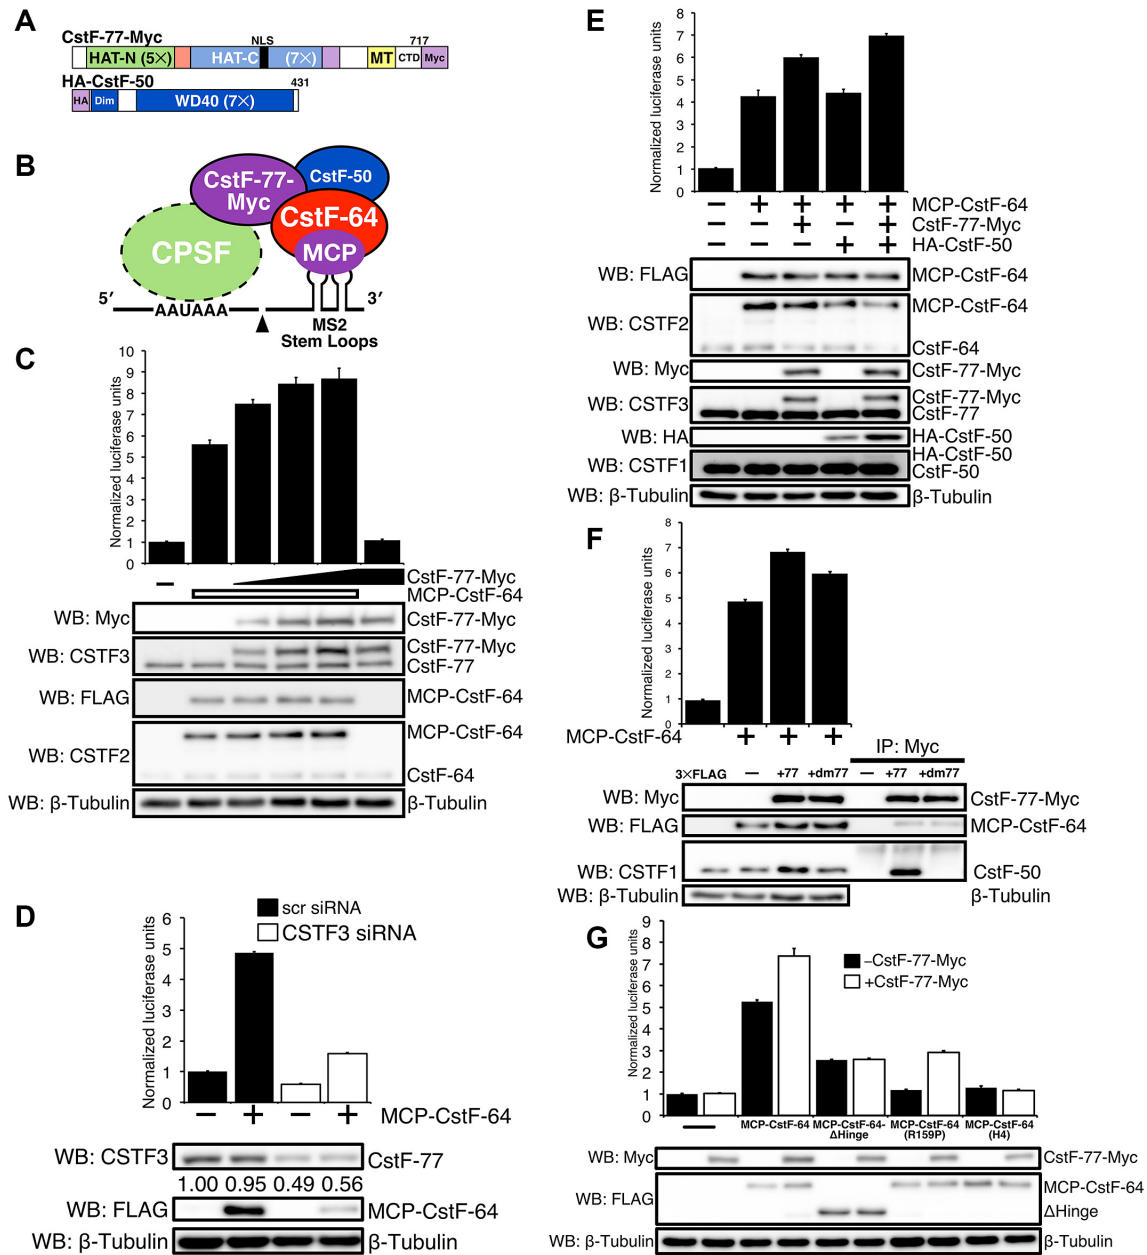 A
CstF-77-Myc
NLS
717
HAT-N (5×)
HAT-C
(7×)
MT
CTD
Myc
HA-CstF-50
431
HA
Dim
WD40 (7×)
B
CstF-77-
Myc
CstF-50
CstF-64
CPSF
MCP
5′
AAUAAA
3′
MS2
Stem Loops
C
Normalized luciferase units
10
9
8
7
6
5
4
3
2
1
0
–
CstF-77-Myc
MCP-CstF-64
WB: Myc
CstF-77-Myc
WB: CSTF3
CstF-77-Myc
CstF-77
WB: FLAG
MCP-CstF-64
WB: CSTF2
MCP-CstF-64
CstF-64
WB: β-Tubulin
β-Tubulin
D
scr siRNA
CSTF3 siRNA
Normalized luciferase units
6
5
4
3
2
1
0
– + – +
MCP-CstF-64
WB: CSTF3
CstF-77
1.00 0.95 0.49 0.56
WB: FLAG
MCP-CstF-64
WB: β-Tubulin
β-Tubulin
E
Normalized luciferase units
8
7
6
5
4
3
2
1
0
– + + + +
MCP-CstF-64
– – + – +
CstF-77-Myc
– – – + +
HA-CstF-50
WB: FLAG
MCP-CstF-64
WB: CSTF2
MCP-CstF-64
CstF-64
WB: Myc
CstF-77-Myc
WB: CSTF3
CstF-77-Myc
CstF-77
WB: HA
HA-CstF-50
WB: CSTF1
HA-CstF-50
CstF-50
WB: β-Tubulin
β-Tubulin
F
Normalized luciferase units
8
7
6
5
4
3
2
1
0
MCP-CstF-64
+ + +
IP: Myc
3×FLAG – +77 +dm77 – +77 +dm77
WB: Myc
CstF-77-Myc
WB: FLAG
MCP-CstF-64
WB: CSTF1
CstF-50
WB: β-Tubulin
β-Tubulin
G
Normalized luciferase units
9
8
7
6
5
4
3
2
1
0
–CstF-77-Myc
+CstF-77-Myc
–
MCP-CstF-64
MCP-CstF-64-
ΔHinge
MCP-CstF-64
(R159P)
MCP-CstF-64
(H4)
WB: Myc
CstF-77-Myc
WB: FLAG
MCP-CstF-64
ΔHinge
WB: β-Tubulin
β-Tubulin